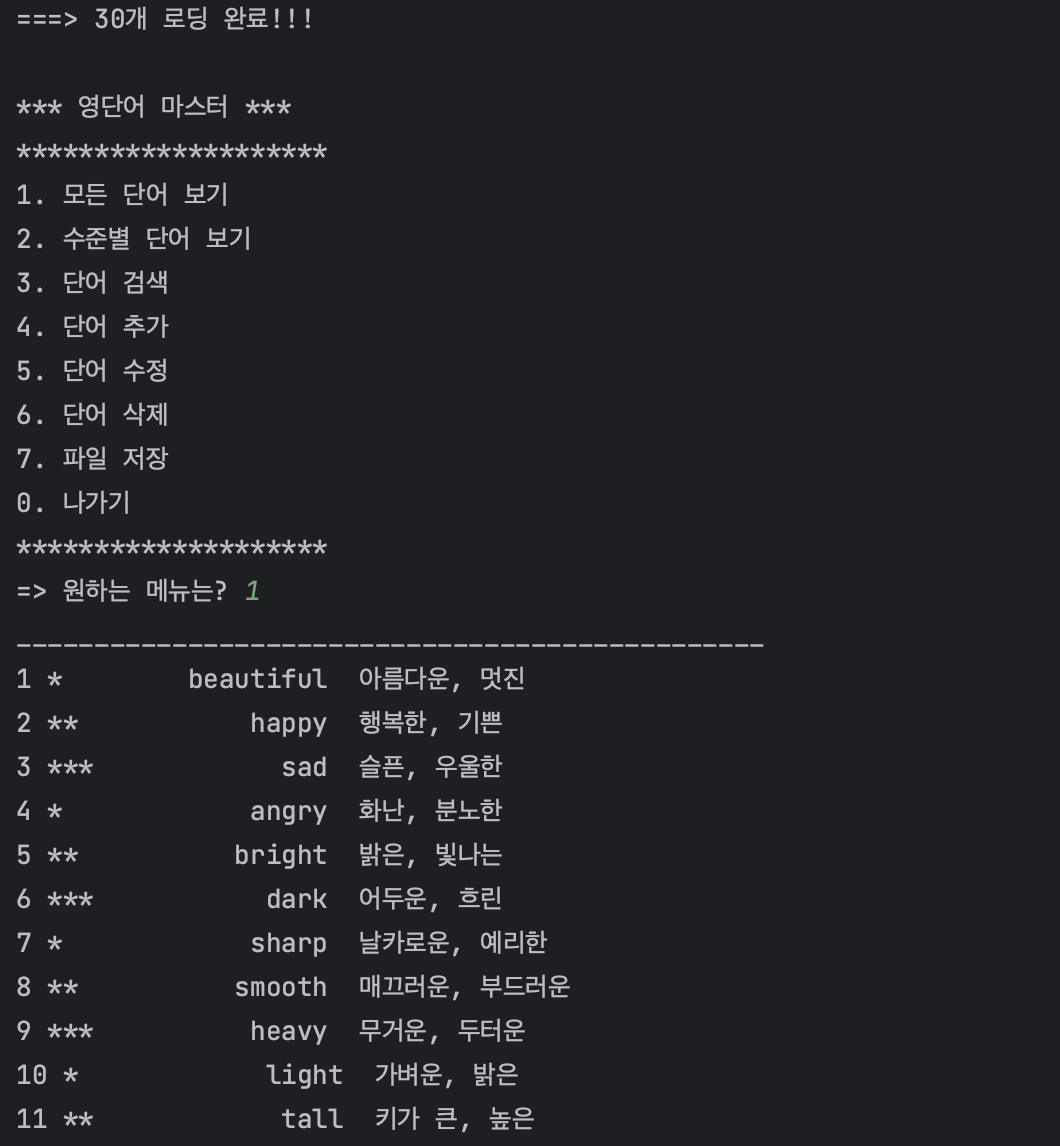 ===> 30개 로딩 완료!!!
*** 영단어 마스터 ***
********************
1. 모든 단어 보기
2. 수준별 단어 보기
3. 단어 검색
4. 단어 추가
5. 단어 수정
6. 단어 삭제
7. 파일 저장
0. 나가기
********************
=> 원하는 메뉴는? 1
------------------------------------------------
1 *        beautiful  아름다운, 멋진
2 **           happy  행복한, 기쁜
3 ***            sad  슬픈, 우울한
4 *            angry  화난, 분노한
5 **          bright  밝은, 빛나는
6 ***           dark  어두운, 흐린
7 *            sharp  날카로운, 예리한
8 **          smooth  매끄러운, 부드러운
9 ***          heavy  무거운, 두터운
10 *            light  가벼운, 밝은
11 **            tall  키가 큰, 높은